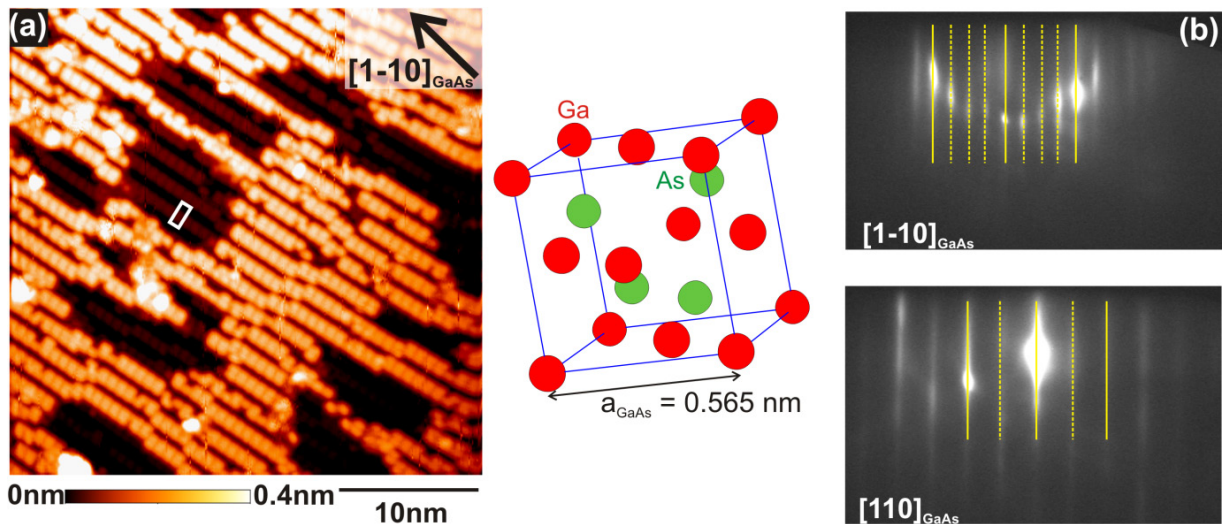 (a)
[1-10]GaAs
0nm
0.4nm
10nm
Ga
As
aGaAs = 0.565 nm
(b)
[1-10]GaAs
[110]GaAs